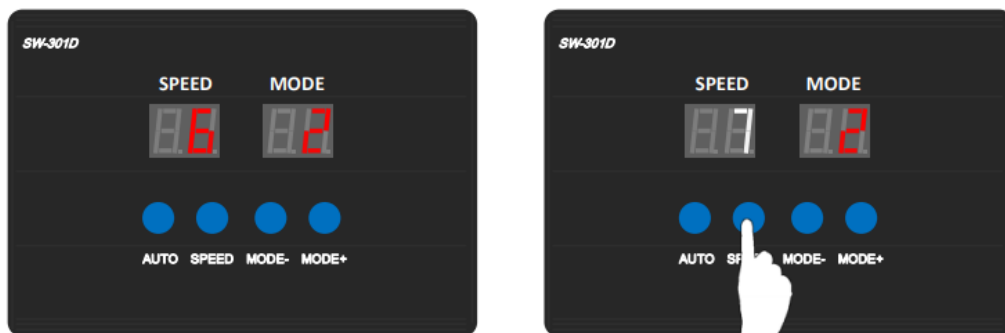 SW-301D
SPEED MODE
6 2
AUTO SPEED MODE- MODE+
SW-301D
SPEED MODE
7 2
AUTO SP MODE- MODE+